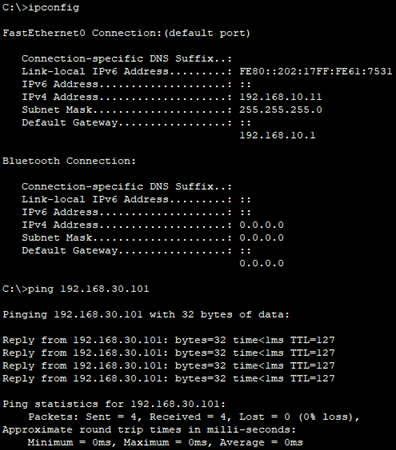 C:\>ipconfig
FastEthernet0 Connection:(default port)
Connection-specific DNS Suffix..:
Link-local IPv6 Address.........: FE80::202:17FF:FE61:7531
IPv6 Address....................: ::
IPv4 Address....................: 192.168.10.11
Subnet Mask.....................: 255.255.255.0
Default Gateway.................: ::
192.168.10.1
Bluetooth Connection:
Connection-specific DNS Suffix..:
Link-local IPv6 Address.........: ::
IPv6 Address....................: ::
IPv4 Address....................: 0.0.0.0
Subnet Mask.....................: 0.0.0.0
Default Gateway.................: ::
0.0.0.0
C:\>ping 192.168.30.101
Pinging 192.168.30.101 with 32 bytes of data:
Reply from 192.168.30.101: bytes=32 time<1ms TTL=127
Reply from 192.168.30.101: bytes=32 time<1ms TTL=127
Reply from 192.168.30.101: bytes=32 time<1ms TTL=127
Reply from 192.168.30.101: bytes=32 time<1ms TTL=127
Ping statistics for 192.168.30.101:
Packets: Sent = 4, Received = 4, Lost = 0 (0% loss),
Approximate round trip times in milli-seconds:
Minimum = 0ms, Maximum = 0ms, Average = 0ms